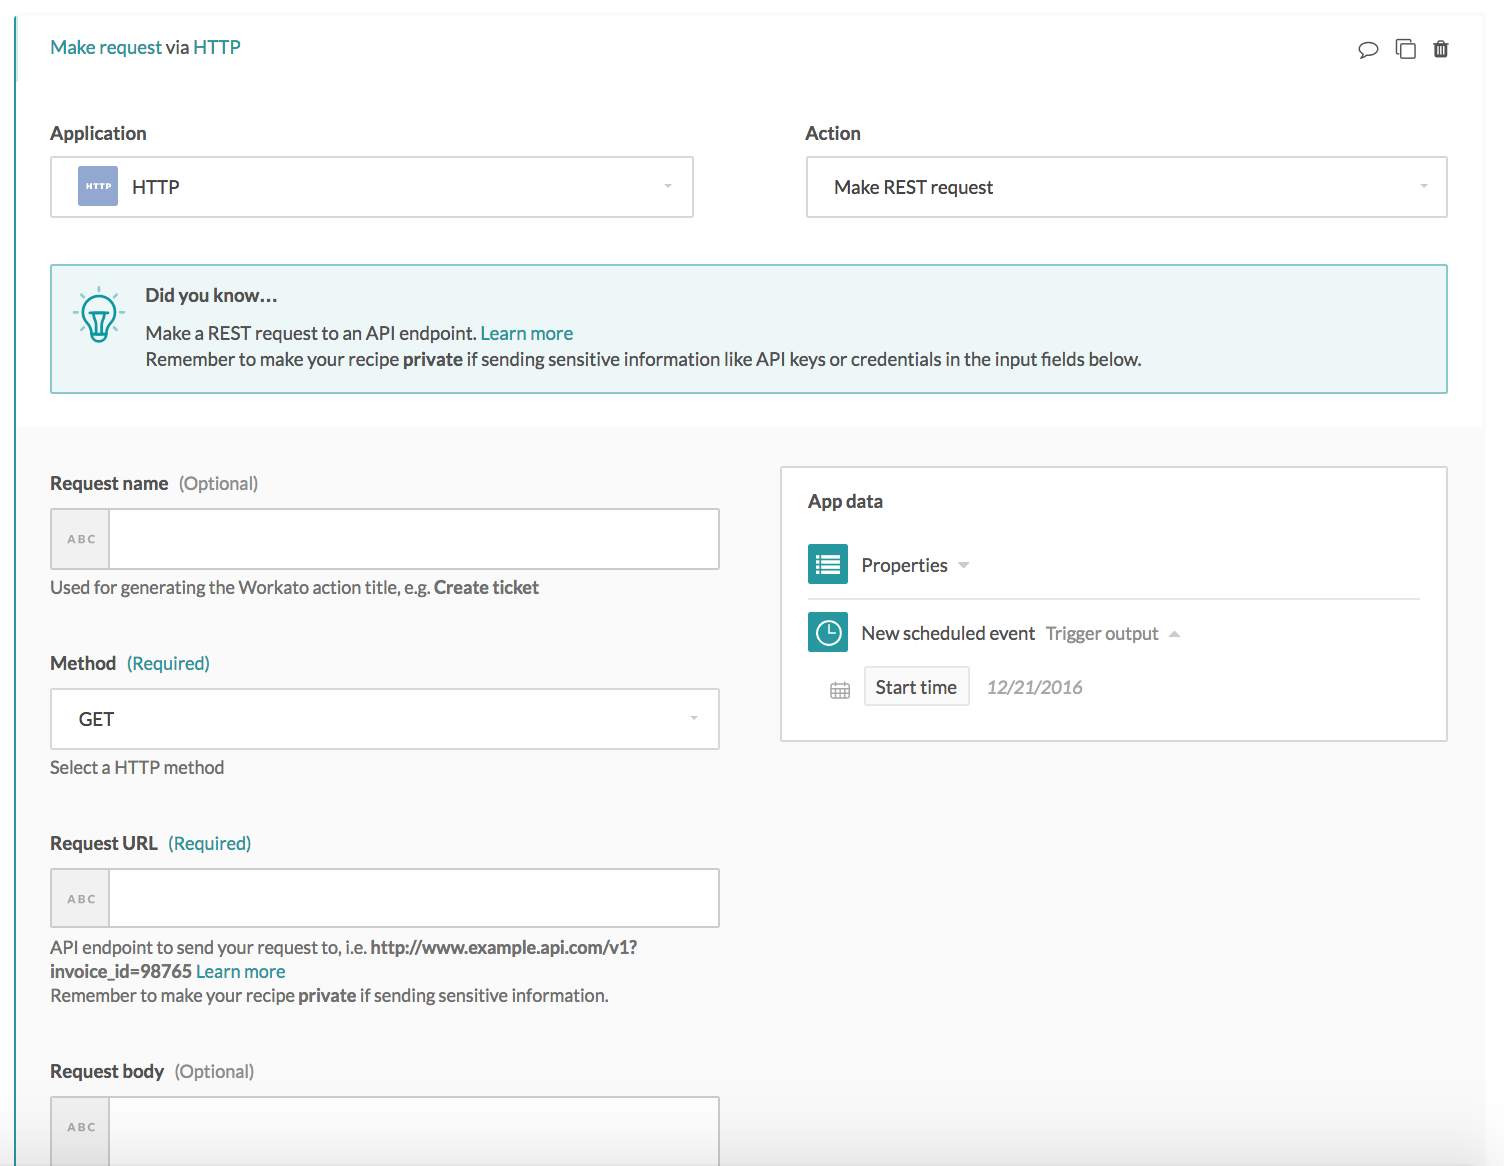 Make request via HTTP
Application
Action
HTTP HTTP
Make REST request
Did you know...
Make a REST request to an API endpoint. Learn more
Remember to make your recipe private if sending sensitive information like API keys or credentials in the input fields below.
Request name (Optional)
ABC
Used for generating the Workato action title, e.g. Create ticket
Method (Required)
GET
Select a HTTP method
Request URL (Required)
ABC
API endpoint to send your request to, i.e. http://www.example.api.com/v1?
invoice_id=98765 Learn more
Remember to make your recipe private if sending sensitive information.
Request body (Optional)
ABC
App data
Properties
New scheduled event Trigger output
Start time 12/21/2016